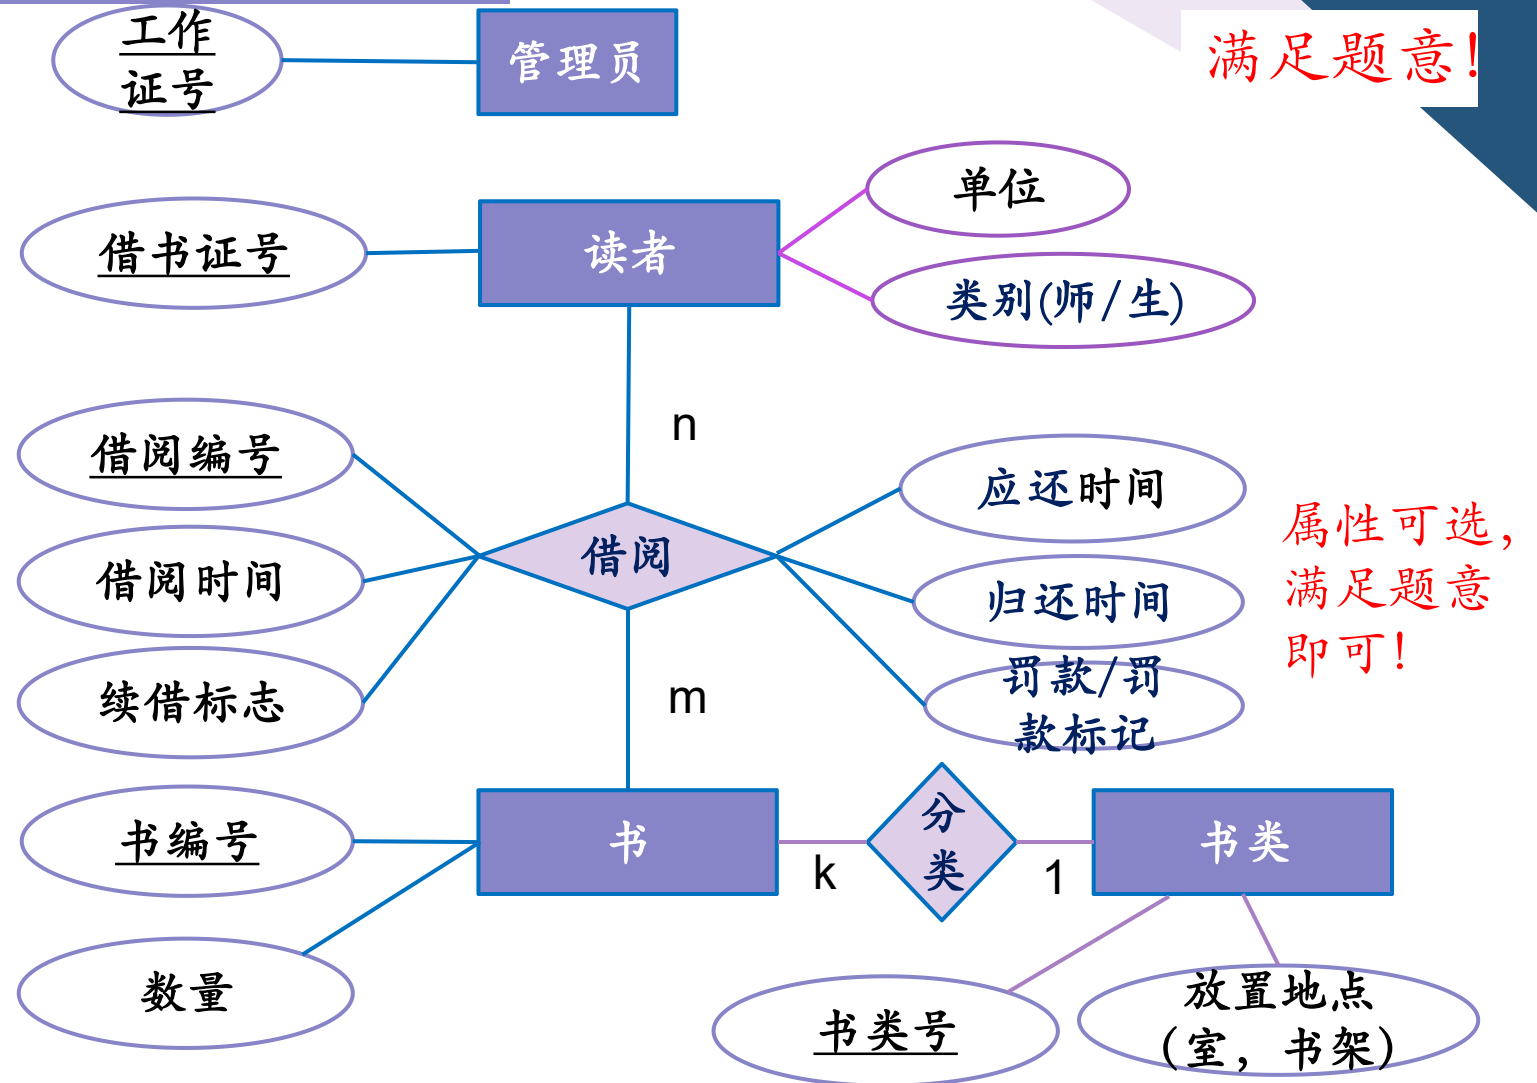 工作
证号
管理员
满足题意!
单位
借书证号
读者
类别(师/生)
n
借阅编号
应还时间
借阅
属性可选，
满足题意
即可!
借阅时间
归还时间
续借标志
m
罚款/罚
款标记
书编号
书
k
分
类
1
书类
数量
书类号
放置地点
(室，书架)